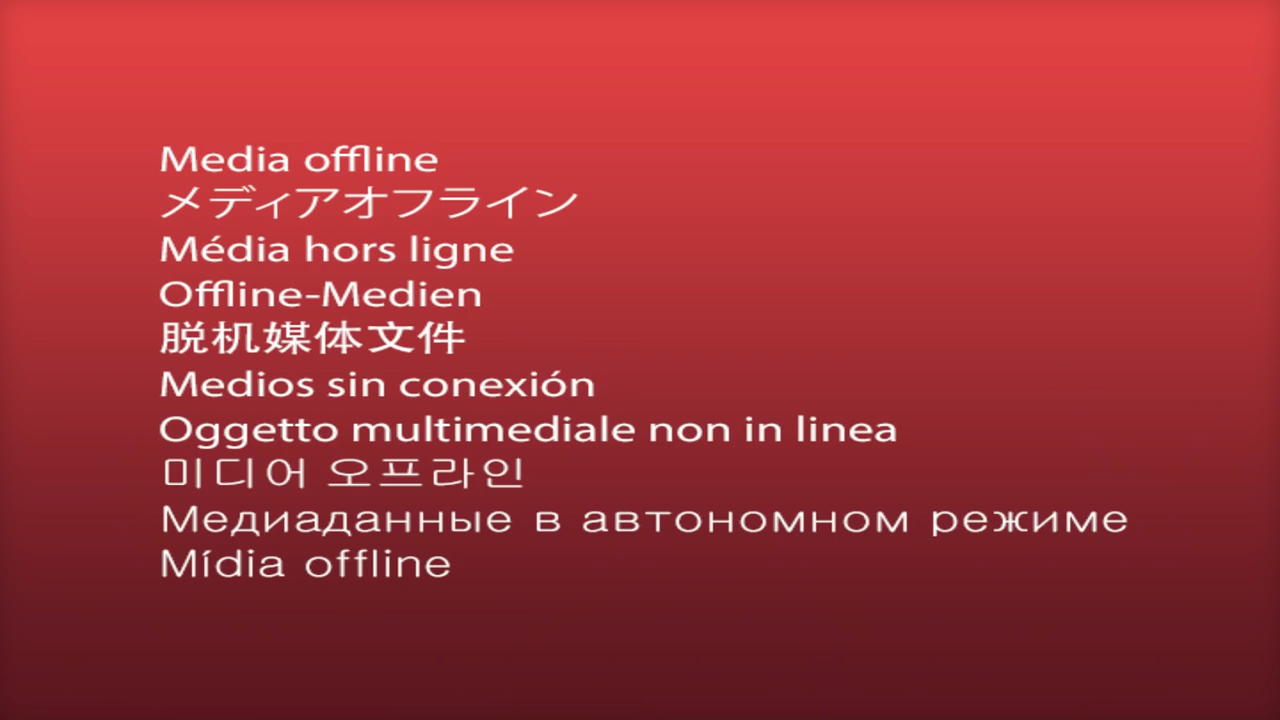 Media offline
メディアオフライン
Média hors ligne
Offline-Medien
脱机媒体文件
Medios sin conexión
Oggetto multimediale non in linea
미디어 오프라인
Медиаданные в автономном режиме
Mídia offline